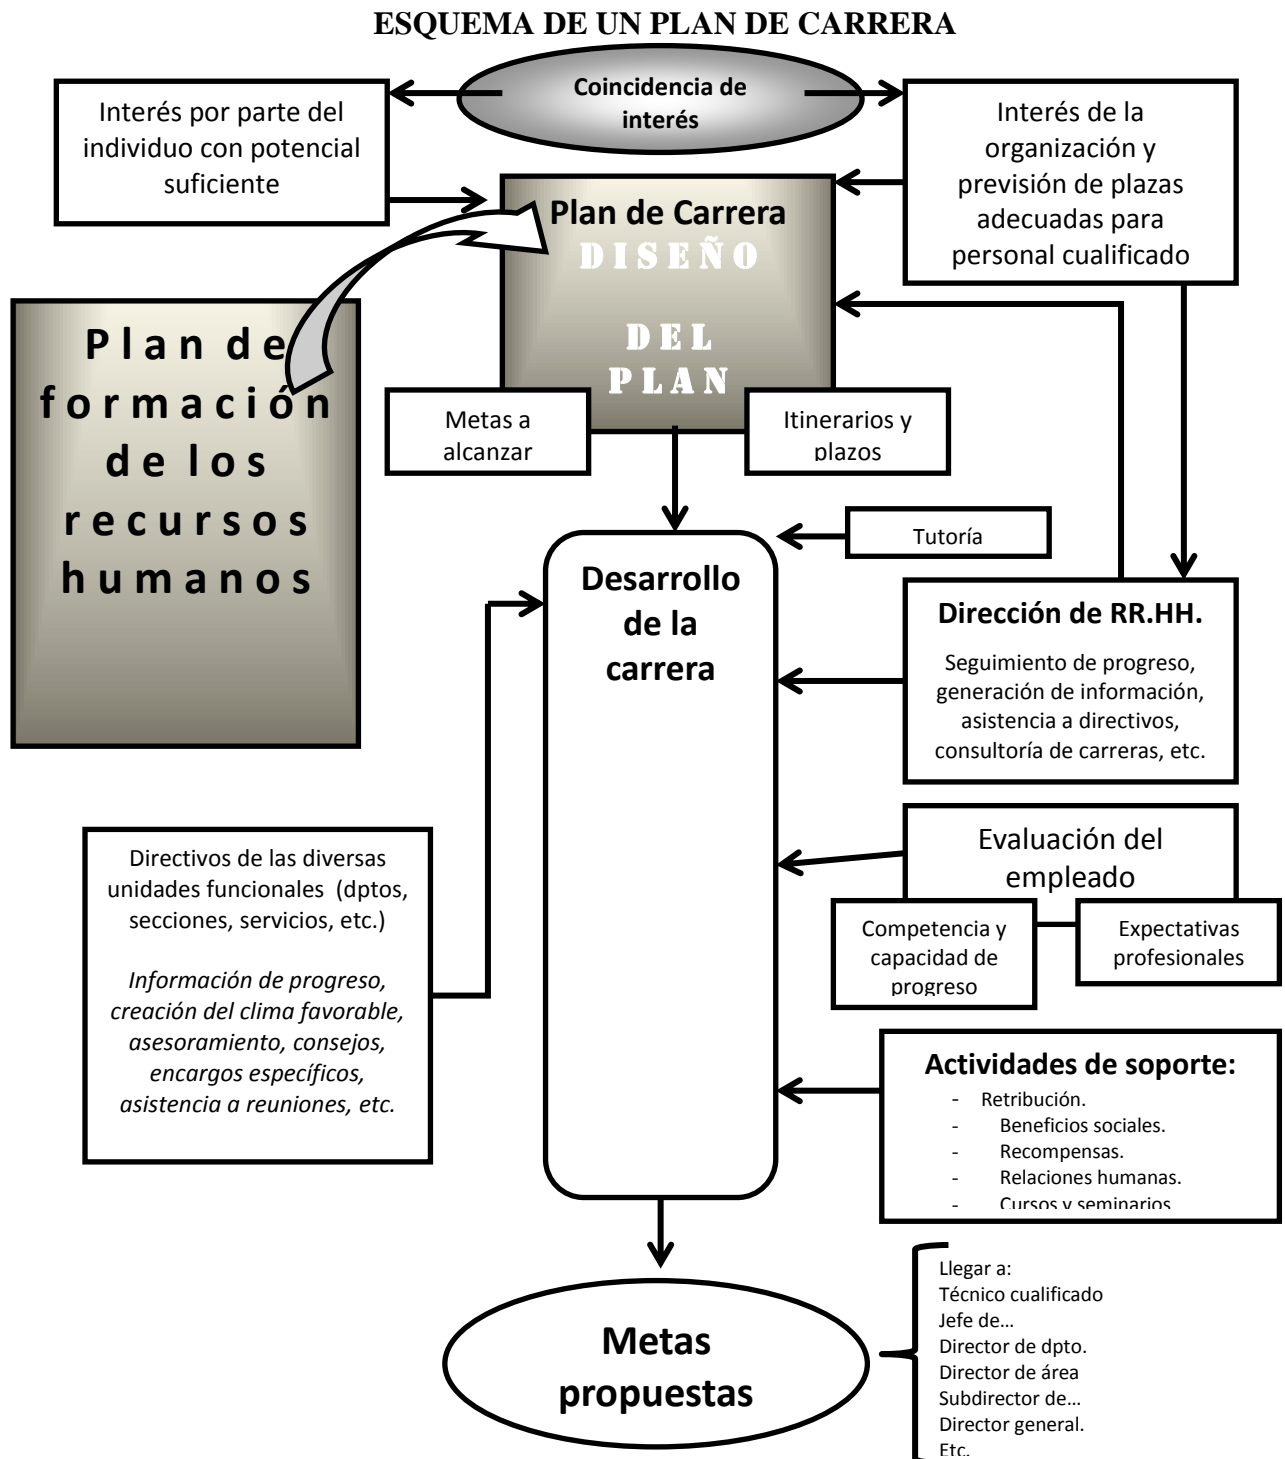 ESQUEMA DE UN PLAN DE CARRERA
Coincidencia de
interés
Interés por parte del
individuo con potencial
suficiente
Interés de la
organización y
previsión de plazas
adecuadas para
personal cualificado
Plan de Carrera
DISEÑO
DEL
PLAN
Metas a
alcanzar
Itinerarios y
plazos
Plan de
formación
de los
recursos
humanos
Tutoría
Desarrollo
de la
carrera
Dirección de RR.HH.
Seguimiento de progreso,
generación de información,
asistencia a directivos,
consultoría de carreras, etc.
Directivos de las diversas
unidades funcionales (dptos,
secciones, servicios, etc.)
Información de progreso,
creación del clima favorable,
asesoramiento, consejos,
encargos específicos,
asistencia a reuniones, etc.
Evaluación del
empleado
Competencia y
capacidad de
progreso
Expectativas
profesionales
Actividades de soporte:
- Retribución.
- Beneficios sociales.
- Recompensas.
- Relaciones humanas.
- Cursos y seminarios
Metas
propuestas
Llegar a:
Técnico cualificado
Jefe de...
Director de dpto.
Director de área
Subdirector de...
Director general.
Etc.